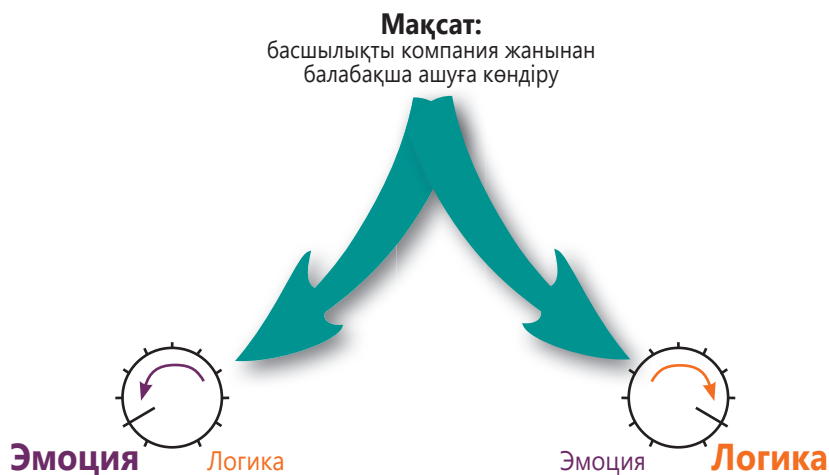 Мақсат:
басшылықты компания жанынан
балабақша ашуға көндіру
Эмоция Логика
Эмоция Логика